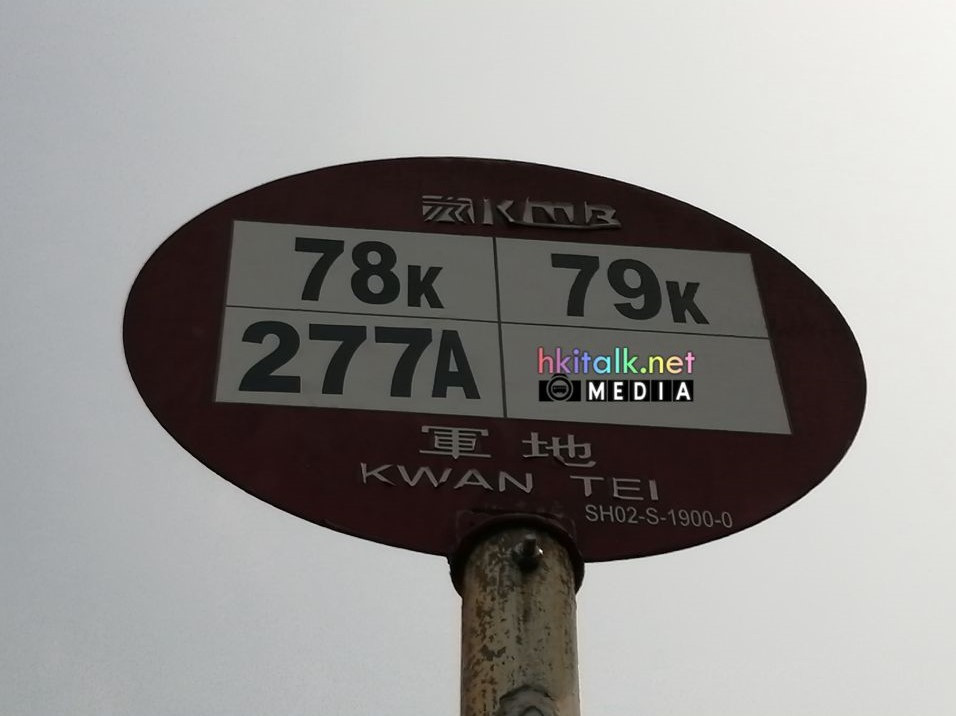 KMB
78K 79K
277A
hkitalk.net
MEDIA
軍地
KWAN TEI
SH02-S-1900-0